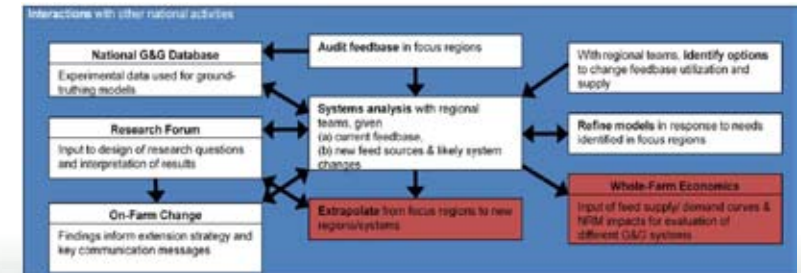 Interactions with other national activities
National G&G Database
Experimental data used for ground-
truthing models
Research Forum
Input to design of research questions
and interpretation of results
On-Farm Change
Findings inform extension strategy and
key communication messages
Audit feedbase in focus regions
Systems analysis with regional
teams, given
(a) current feedbase,
(b) new feed sources & likely system
changes
Extrapolate from focus regions to new
regions/systems
With regional teams, Identify options
to change feedbase utilization and
supply
Refine models in response to needs
identified in focus regions
Whole-Farm Economics
Input of feed supply/ demand curves &
NRM impacts for evaluation of
different G&G systems